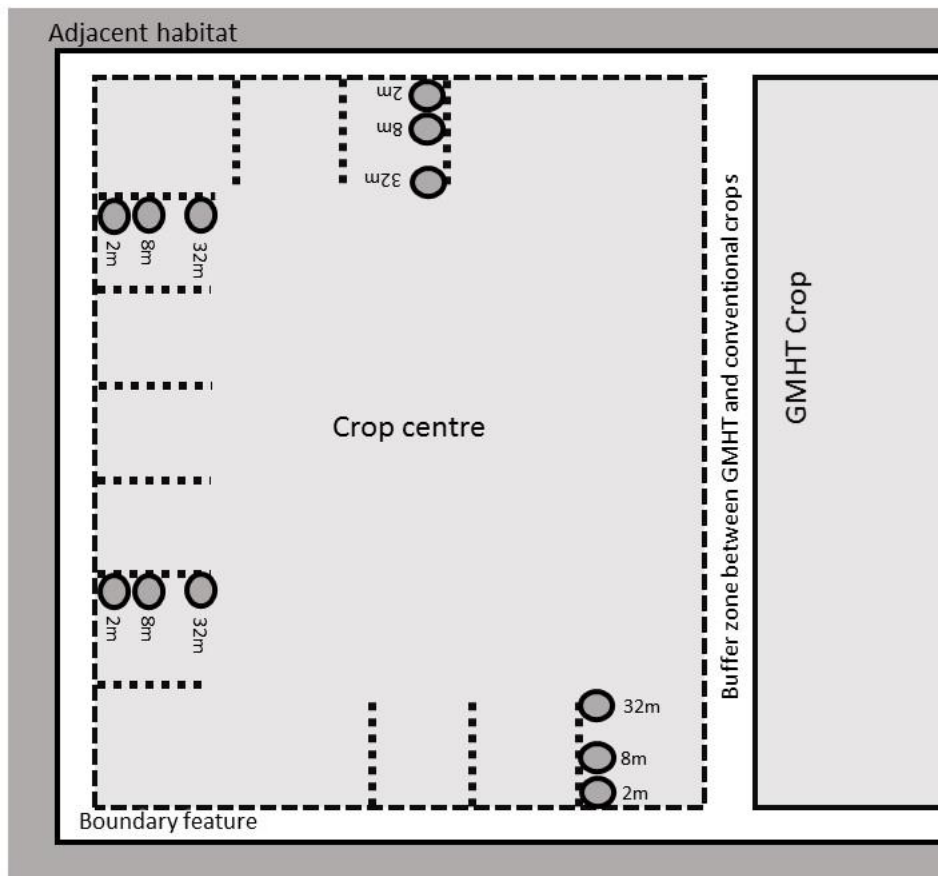 Adjacent habitat
2m
8m
32m
2m
8m
32m
Crop centre
Buffer zone between GMHT and conventional crops
GMHT Crop
2m
8m
32m
32m
8m
2m
Boundary feature